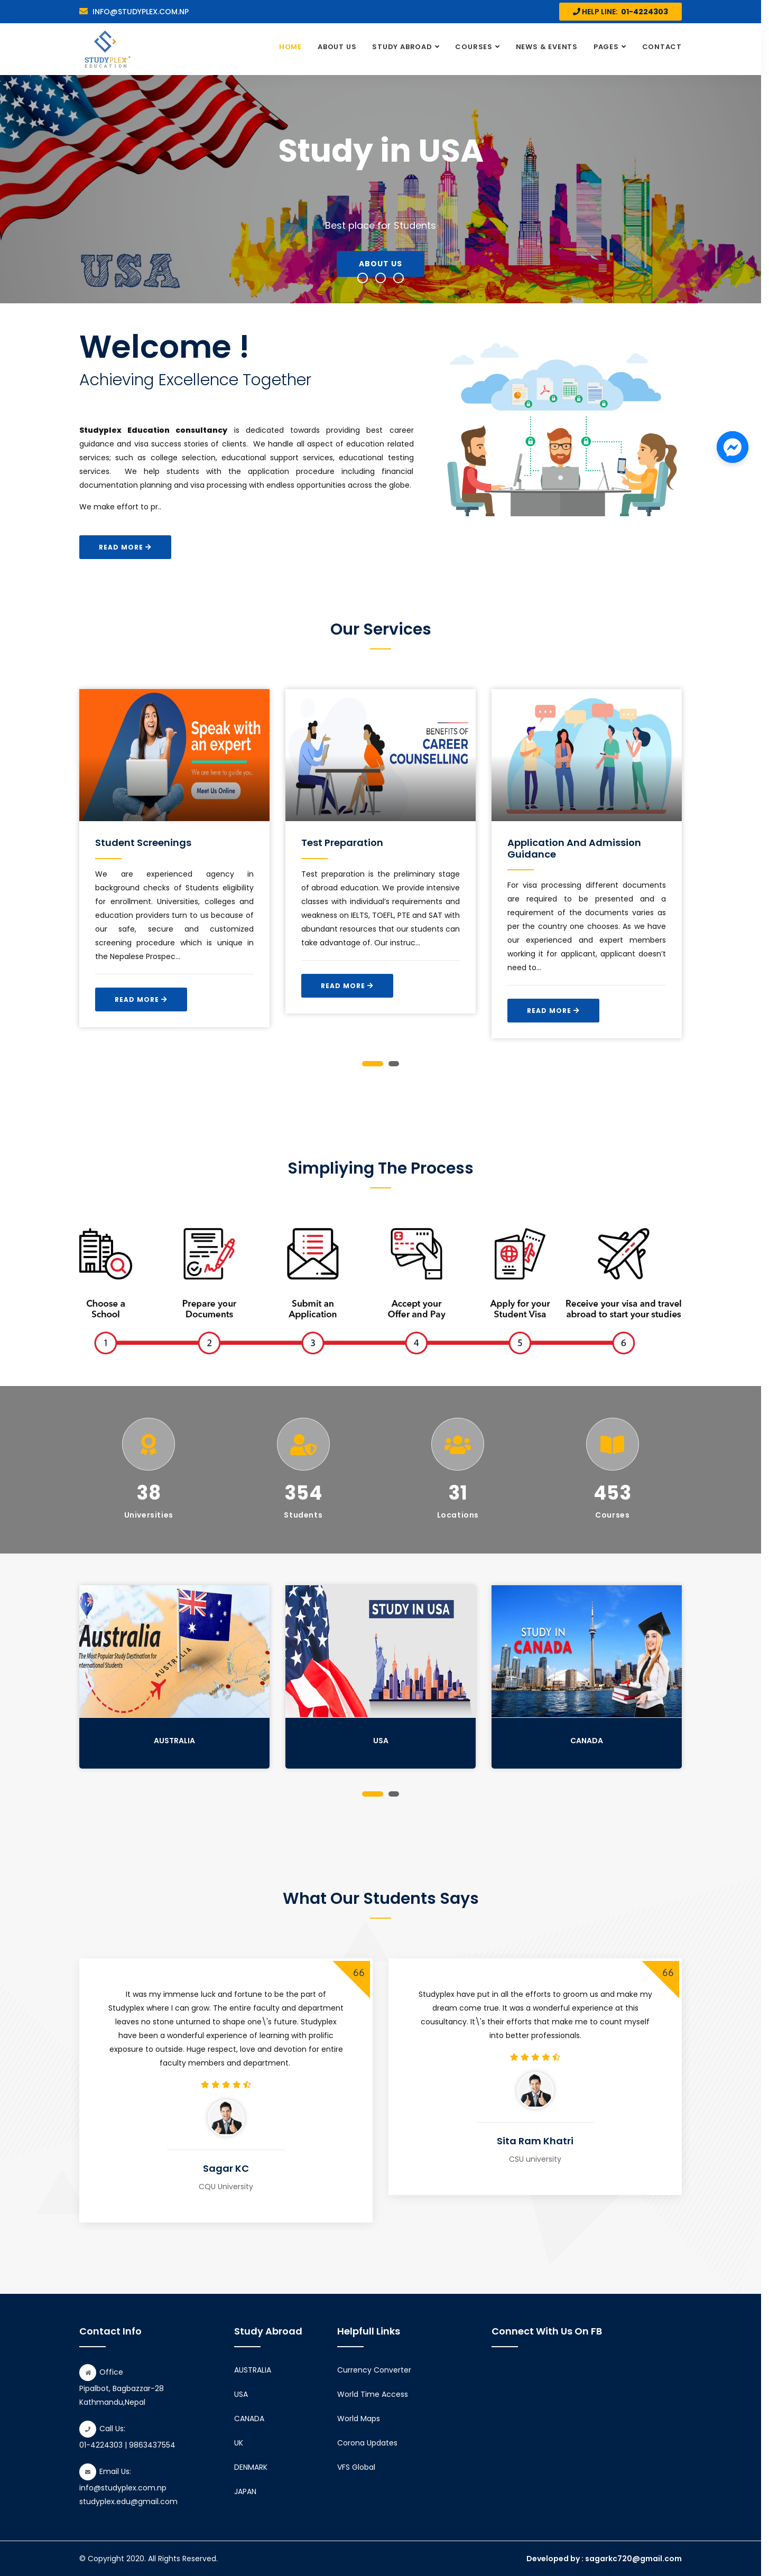 INFO@STUDYPLEX.COM.NP
HELP LINE: 01-4224303
STUDYPLEX
EDUCATION
HOME
ABOUT US
STUDY ABROAD
COURSES
NEWS & EVENTS
PAGES
CONTACT
Study in USA
Best place for Students
USA
ABOUT US
Welcome !
Achieving Excellence Together
Studyplex Education consultancy is dedicated towards providing best career
guidance and visa success stories of clients. We handle all aspect of education related
services; such as college selection, educational support services, educational testing
services. We help students with the application procedure including financial
documentation planning and visa processing with endless opportunities across the globe.
We make effort to pr..
READ MORE
Our Services
Speak with
an expert
We are here to guide you.
Meet Us Online
Student Screenings
We are experienced agency in
background checks of Students eligibility
for enrollment. Universities, colleges and
education providers turn to us because of
our safe, secure and customized
screening procedure which is unique in
the Nepalese Prospec...
READ MORE
BENEFITS OF
CAREER
COUNSELLING
Test Preparation
Test preparation is the preliminary stage
of abroad education. We provide intensive
classes with individual's requirements and
weakness on IELTS, TOEFL, PTE and SAT with
abundant resources that our students can
take advantage of. Our instruc...
READ MORE
Application And Admission
Guidance
For visa processing different documents
are required to be presented and a
requirement of the documents varies as
per the country one chooses. As we have
our experienced and expert members
working it for applicant, applicant doesn't
need to...
READ MORE
Simpliying The Process
Choose a
School
Prepare your
Documents
Submit an
Application
Accept your
Offer and Pay
Apply for your
Student Visa
Receive your visa and travel
abroad to start your studies
1
2
3
4
5
6
38
Universities
354
Students
31
Locations
453
Courses
Australia
The Most Popular Study Destination for
International Students
AUSTRALIA
AUSTRALIA
STUDY IN USA
USA
STUDY IN
CANADA
CANADA
What Our Students Says
It was my immense luck and fortune to be the part of
Studyplex where I can grow. The entire faculty and department
leaves no stone unturned to shape one\'s future. Studyplex
have been a wonderful experience of learning with prolific
exposure to outside. Huge respect, love and devotion for entire
faculty members and department.
Sagar KC
CQU University
Studyplex have put in all the efforts to groom us and make my
dream come true. It was a wonderful experience at this
cousultancy. It\'s their efforts that make me to count myself
into better professionals.
Sita Ram Khatri
CSU university
Contact Info
Office
Pipalbot, Bagbazzar-28
Kathmandu,Nepal
Call Us:
01-4224303 | 9863437554
Email Us:
info@studyplex.com.np
studyplex.edu@gmail.com
Study Abroad
AUSTRALIA
USA
CANADA
UK
DENMARK
JAPAN
Helpfull Links
Currency Converter
World Time Access
World Maps
Corona Updates
VFS Global
Connect With Us On FB
© Copyright 2020. All Rights Reserved.
Developed by : sagarkc720@gmail.com